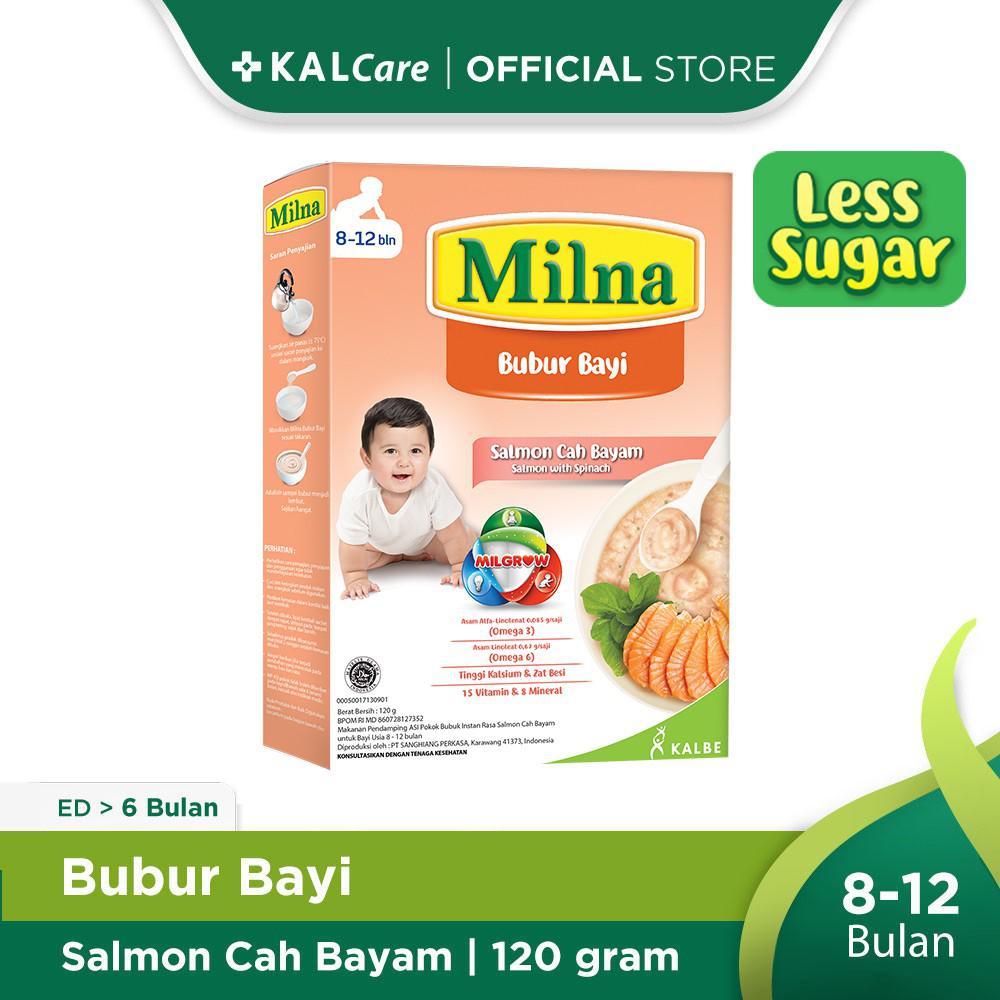 KALCare | OFFICIAL STORE
Less
Sugar
Milna
8-12 bln
Milna
Bubur Bayi
Salmon Cah Bayam
Salmon with Spinach
Saran Penyajian
MILGROW
Asam Alfa-Linolenat 0,085 g/saji
(Omega 3)
Asam Linoleat 0,67 g/saji
(Omega 6)
Tinggi Kalsium & Zat Besi
15 Vitamin & 8 Mineral
PERHATIAN :
00050017130901
Berat Bersih : 120 g
BPOM RI MD 860728127352
Makanan Pendamping ASI Pokok Bubuk Instan Rasa Salmon Cah Bayam
untuk Bayi Usia 8 - 12 bulan
Diproduksi oleh : PT SANGHIANG PERKASA, Karawang 41373, Indonesia
KONSULTASIKAN DENGAN TENAGA KESEHATAN
KALBE
ED > 6 Bulan
Bubur Bayi
Salmon Cah Bayam | 120 gram
8-12
Bulan